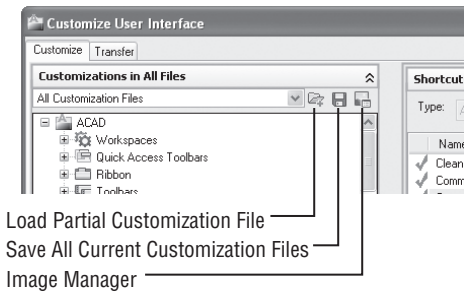 Customize User Interface
Customize Transfer
Customizations in All Files
All Customization Files
ACAD
Workspaces
Quick Access Toolbars
Ribbon
Toolbars
Shortcut
Type:
Name
Clean
Comm
Load Partial Customization File
Save All Current Customization Files
Image Manager